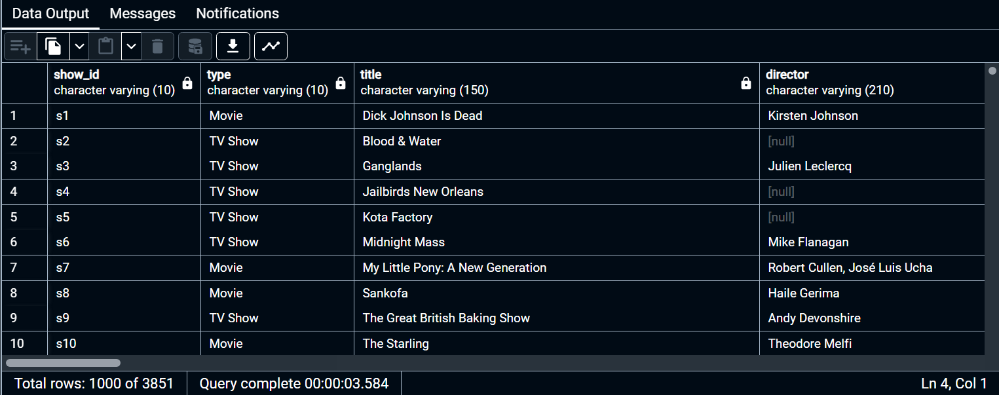 Data Output Messages Notifications
show_id type title director
character varying (10) character varying (10) character varying (150) character varying (210)
1 s1 Movie Dick Johnson Is Dead Kirsten Johnson
2 s2 TV Show Blood & Water [null]
3 s3 TV Show Ganglands Julien Leclercq
4 s4 TV Show Jailbirds New Orleans [null]
5 s5 TV Show Kota Factory [null]
6 s6 TV Show Midnight Mass Mike Flanagan
7 s7 Movie My Little Pony: A New Generation Robert Cullen, José Luis Ucha
8 s8 Movie Sankofa Haile Gerima
9 s9 TV Show The Great British Baking Show Andy Devonshire
10 s10 Movie The Starling Theodore Melfi
Total rows: 1000 of 3851 Query complete 00:00:03.584 Ln 4, Col 1